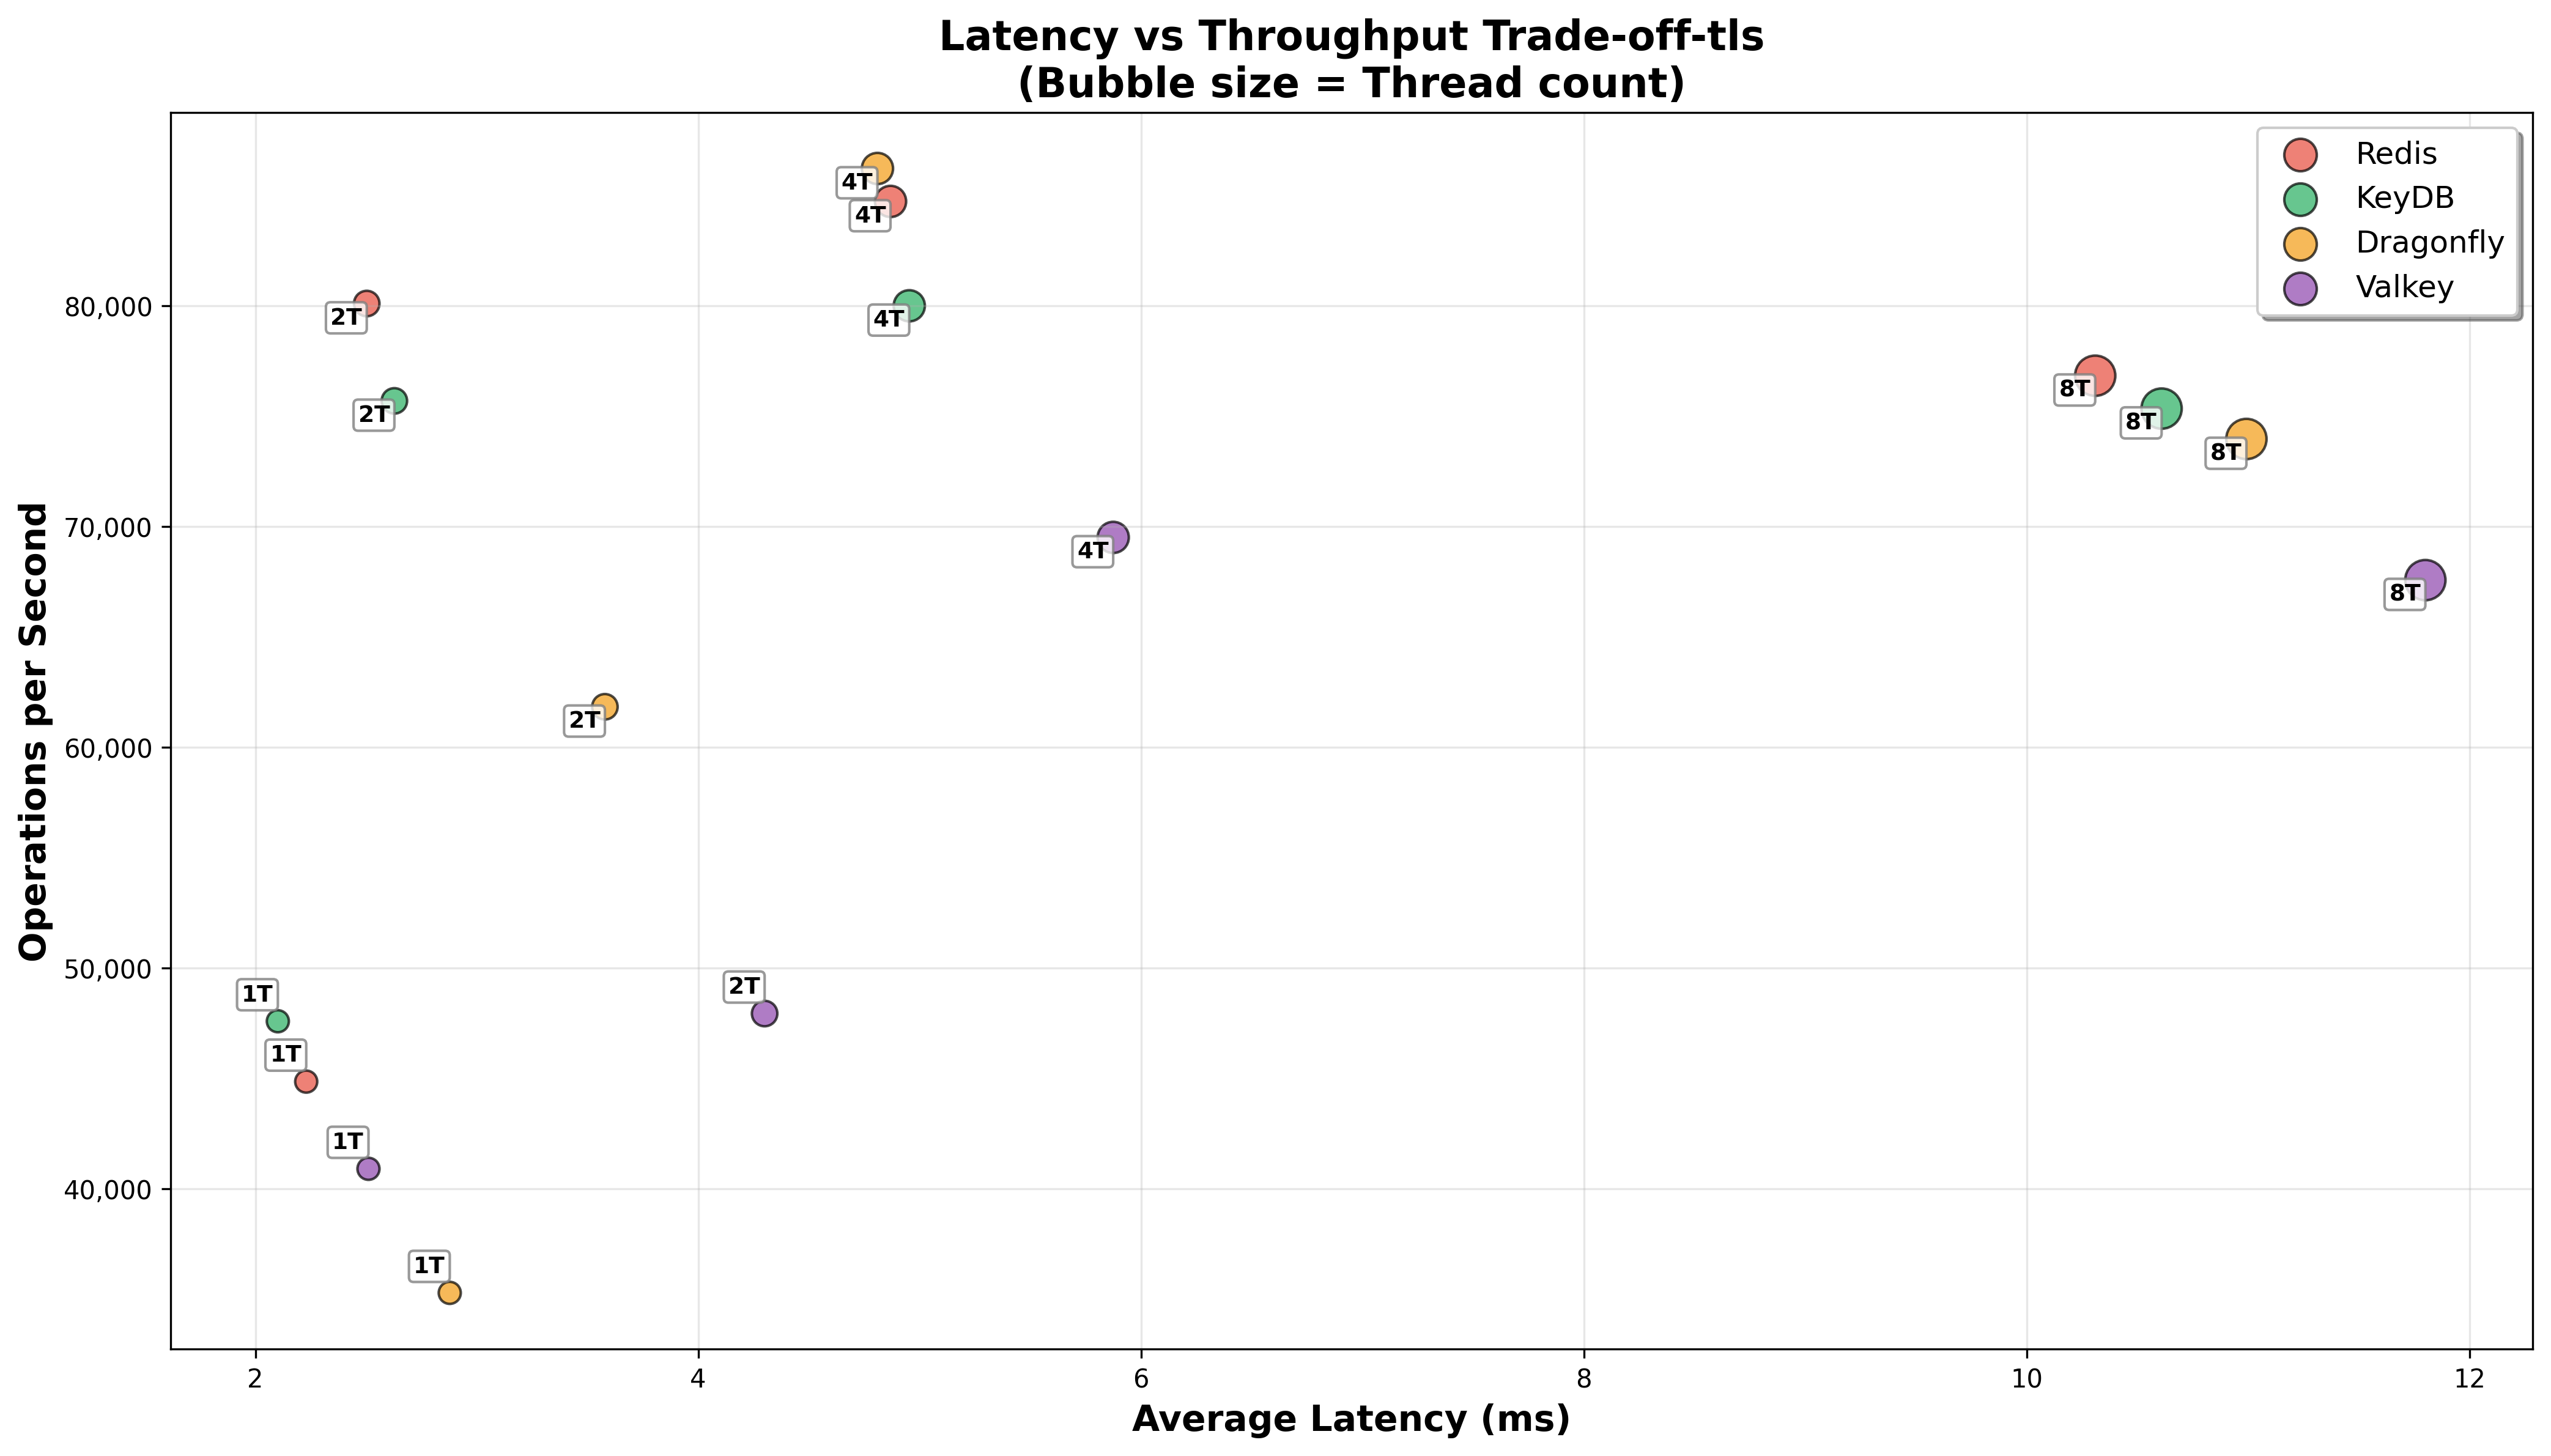 Latency vs Throughput Trade-off-tls
(Bubble size = Thread count)
Redis
KeyDB
Dragonfly
Valkey
Operations per Second
80,000
70,000
60,000
50,000
40,000
4T
4T
2T
4T
2T
8T
8T
8T
4T
8T
2T
2T
1T
1T
1T
1T
2
4
6
8
10
12
Average Latency (ms)